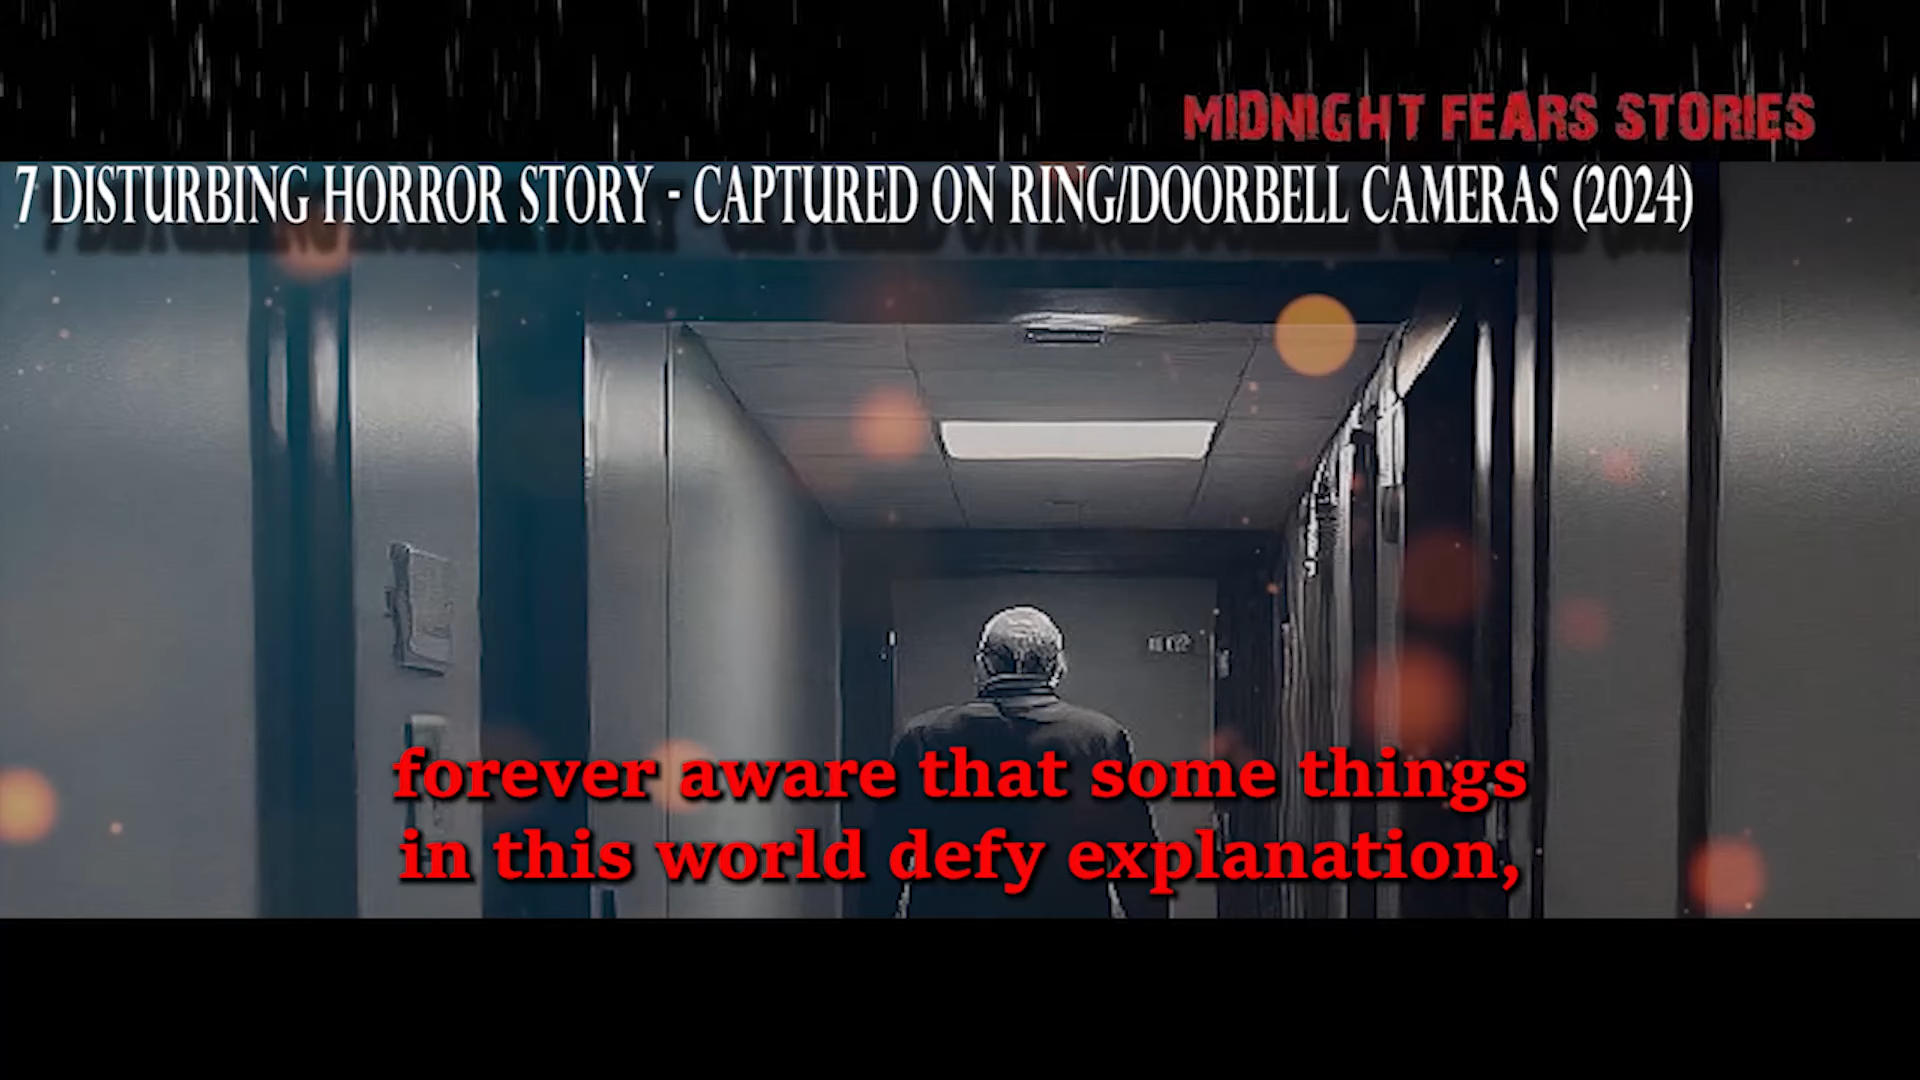 MIDNIGHT FEARS STORIES
7 DISTURBING HORROR STORY - CAPTURED ON RING/DOORBELL CAMERAS (2024)
forever aware that some things
in this world defy explanation,